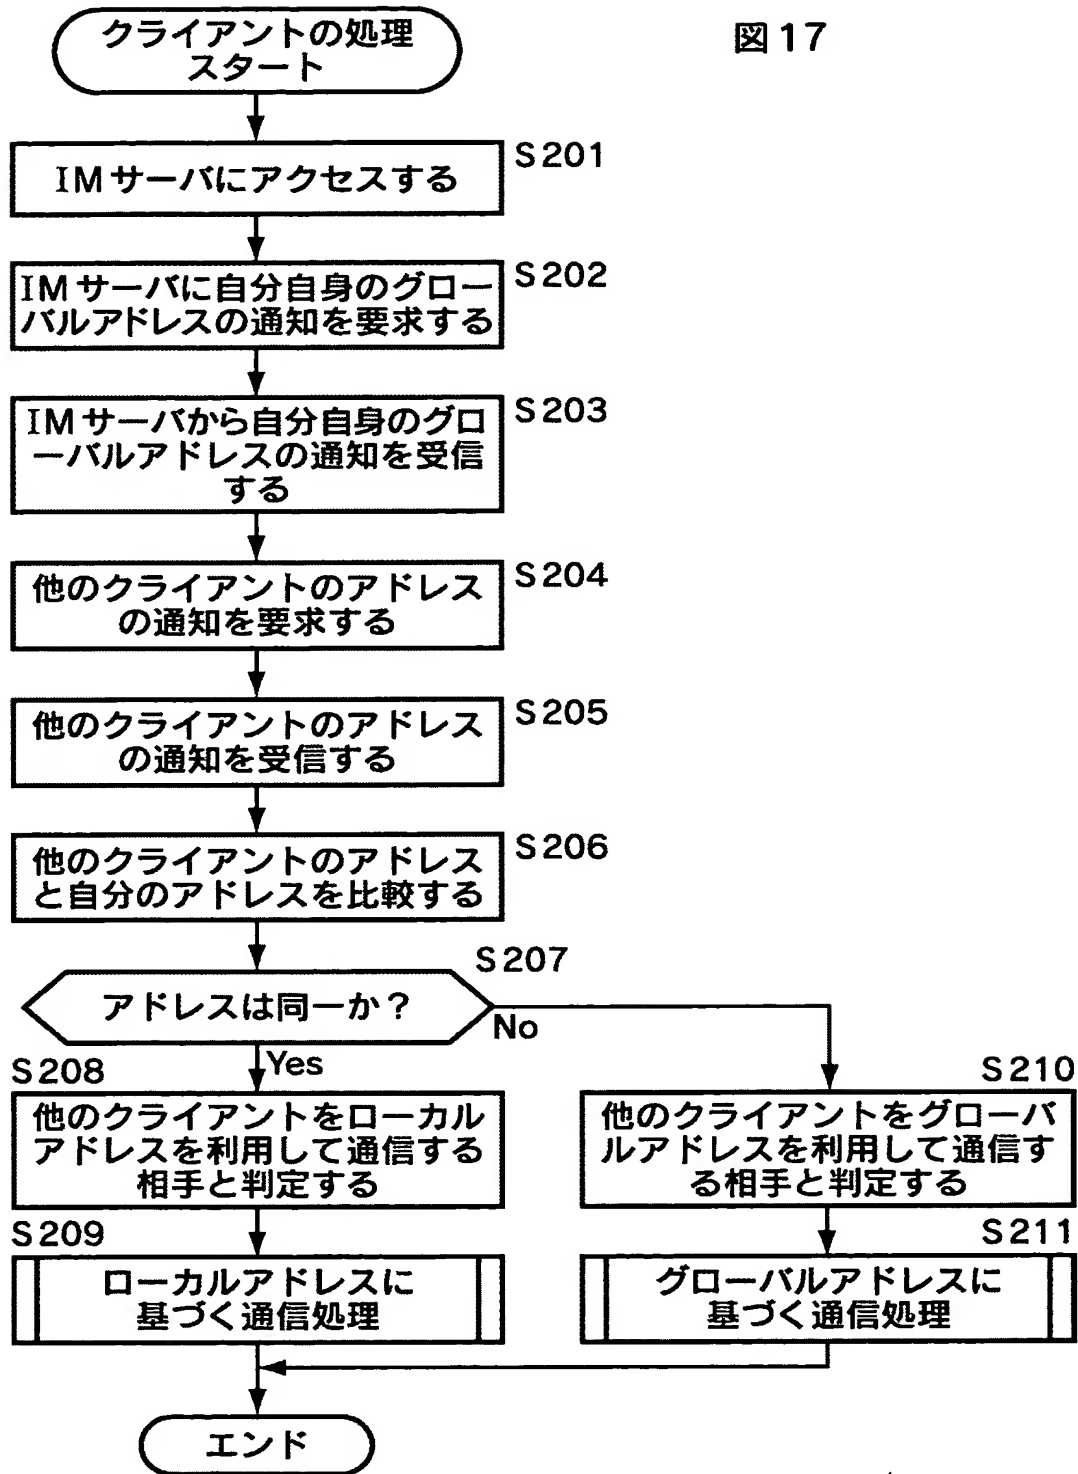 図17
クライアントの処理
スタート
S201
IMサーバにアクセスする
S202
IMサーバに自分自身のグロー
バルアドレスの通知を要求する
S203
IMサーバから自分自身のグロ
ーバルアドレスの通知を受信
する
S204
他のクライアントのアドレス
の通知を要求する
S205
他のクライアントのアドレス
の通知を受信する
S206
他のクライアントのアドレス
と自分のアドレスを比較する
S207
アドレスは同一か?
No
Yes
S208
他のクライアントをローカル
アドレスを利用して通信する
相手と判定する
S209
ローカルアドレスに
基づく通信処理
S210
他のクライアントをグローバ
ルアドレスを利用して通信す
る相手と判定する
S211
グローバルアドレスに
基づく通信処理
エンド